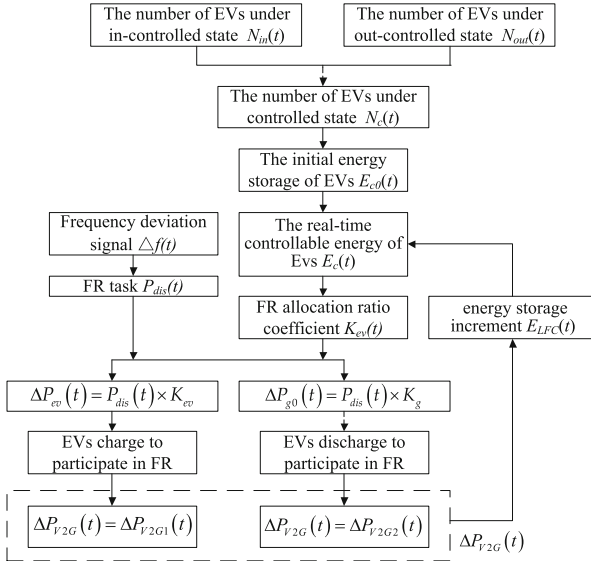 The number of EVs under
in-controlled state N_in(t)
The number of EVs under
out-controlled state N_out(t)
The number of EVs under
controlled state N_c(t)
The initial energy
storage of EVs E_c0(t)
Frequency deviation
signal △f(t)
The real-time
controllable energy of
Evs E_c(t)
FR task P_dis(t)
FR allocation ratio
coefficient K_ev(t)
energy storage
increment E_LFC(t)
ΔP_ev(t) = P_dis(t) × K_ev
ΔP_g0(t) = P_dis(t) × K_g
EVs charge to
participate in FR
EVs discharge to
participate in FR
ΔP_V2G(t) = ΔP_V2G1(t)
ΔP_V2G(t) = ΔP_V2G2(t)
ΔP_V2G(t)